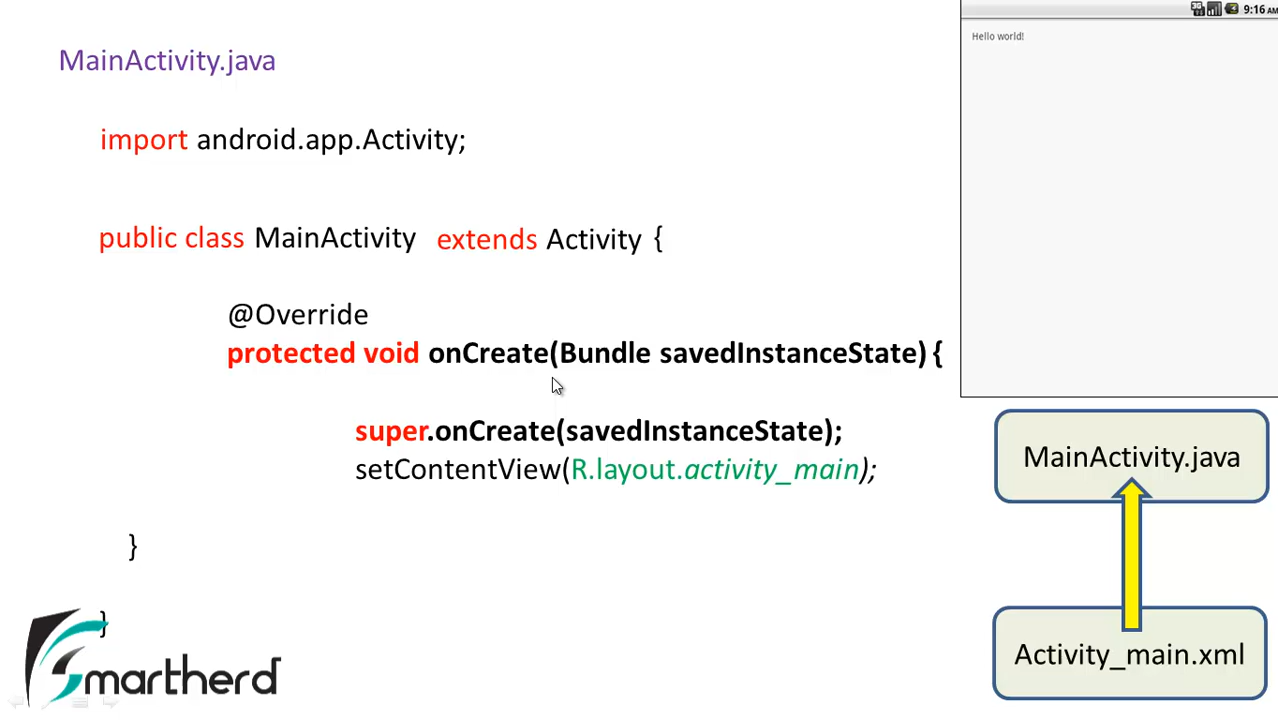 MainActivity.java
import android.app.Activity;
public class MainActivity extends Activity {
@Override
protected void onCreate(Bundle savedInstanceState) {
super.onCreate(savedInstanceState);
setContentView(R.layout.activity_main);
}
}
Smartherd
3G 9:16 AM
Hello world!
MainActivity.java
Activity_main.xml